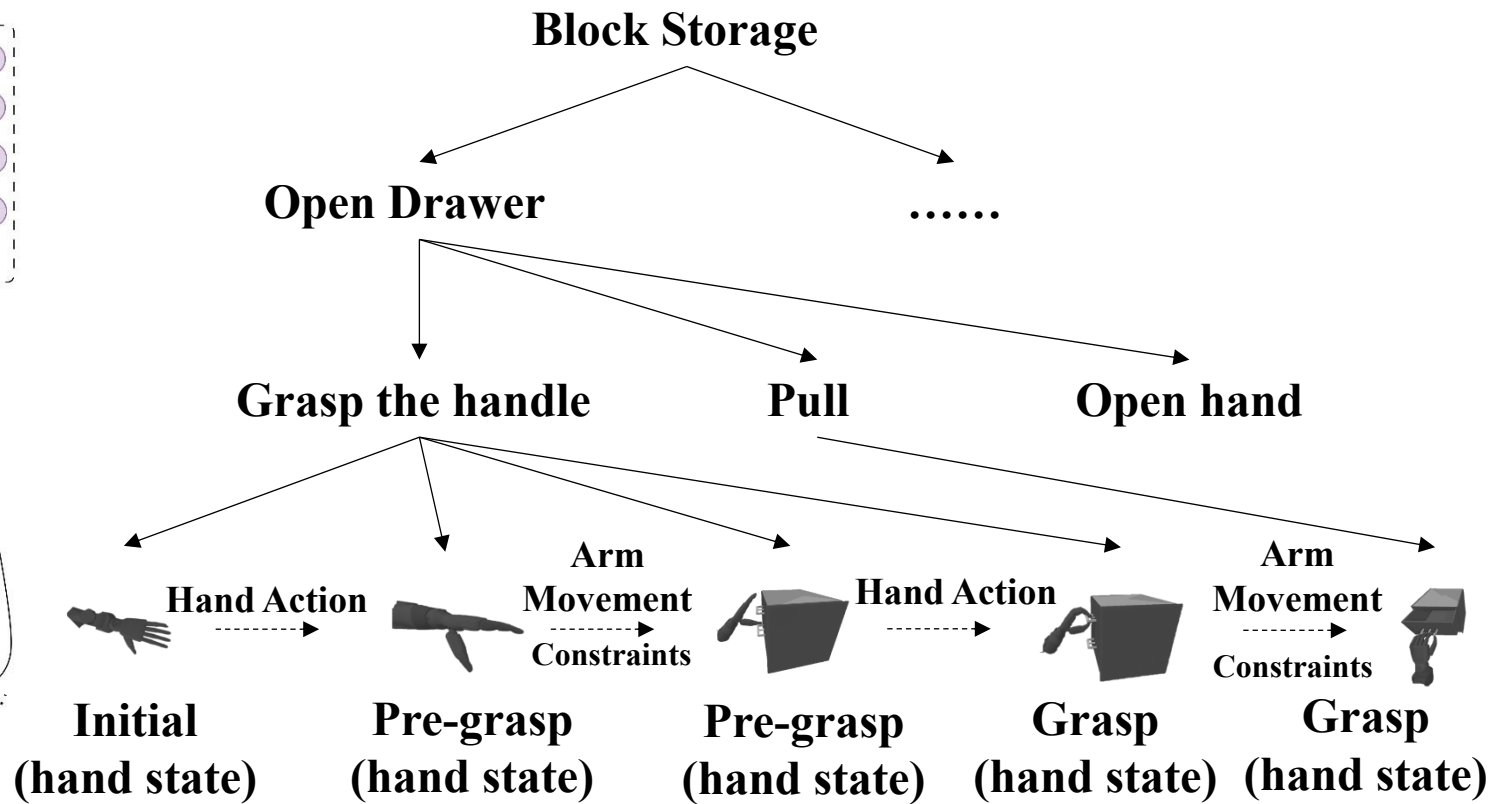 Block Storage
Open Drawer
......
Grasp the handle
Pull
Open hand
Hand Action
Arm
Movement
Constraints
Hand Action
Arm
Movement
Constraints
Initial
(hand state)
Pre-grasp
(hand state)
Pre-grasp
(hand state)
Grasp
(hand state)
Grasp
(hand state)